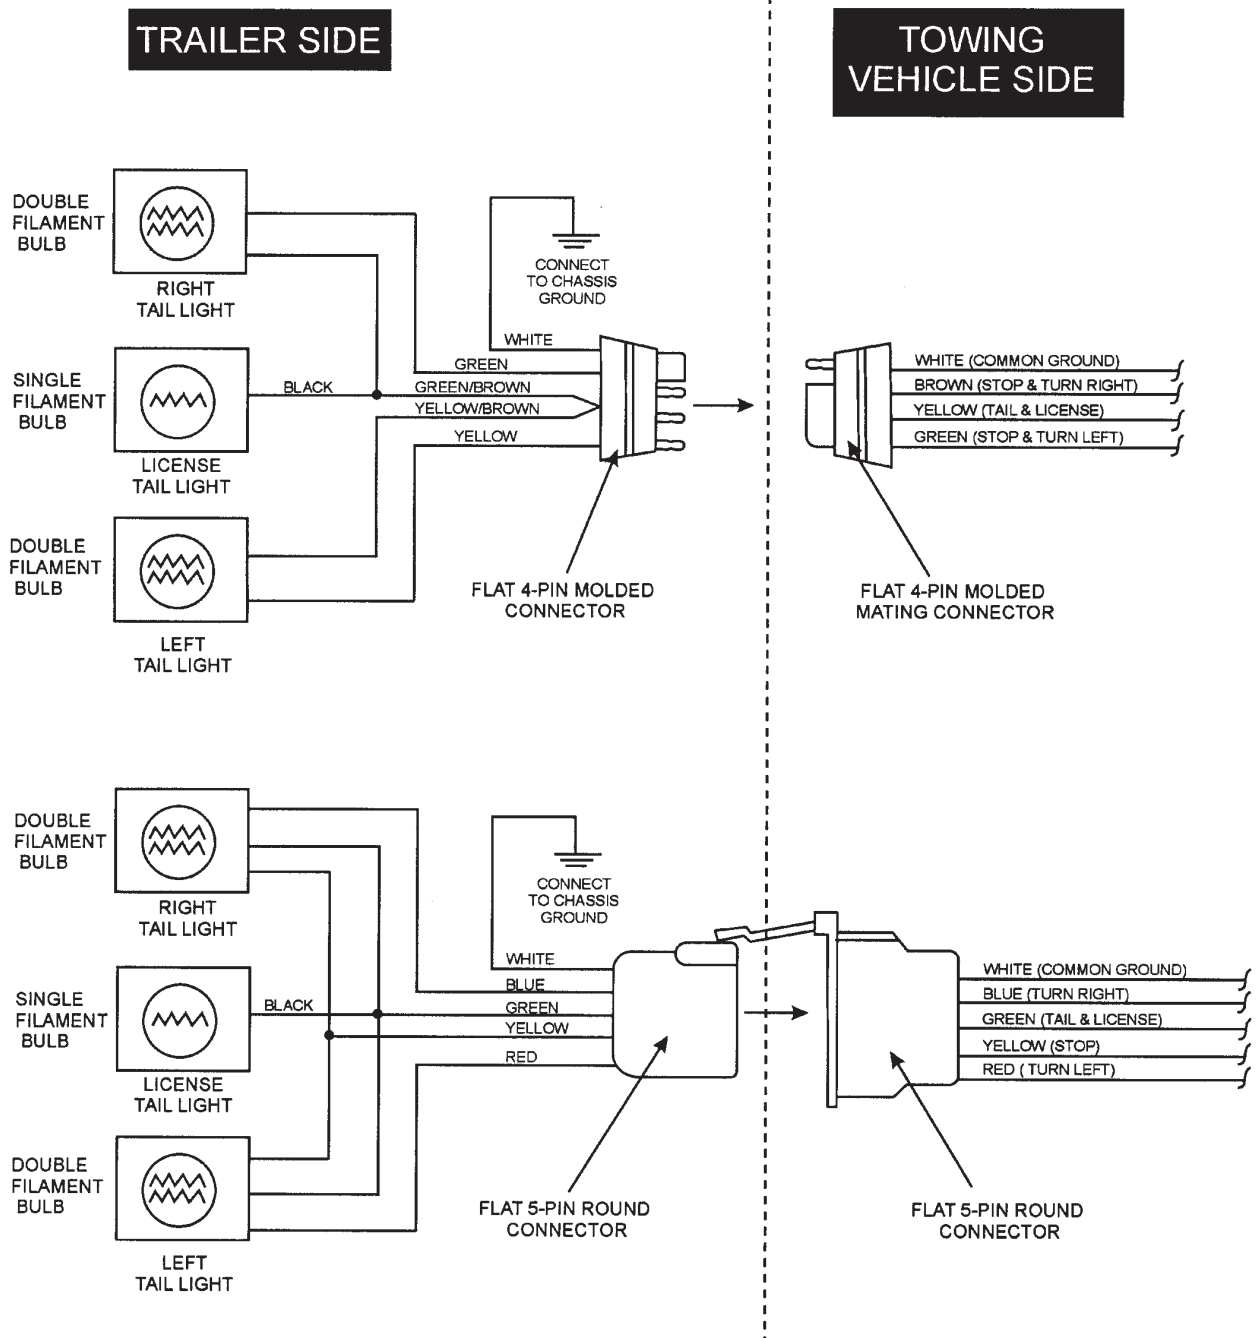 TRAILER SIDE
TOWING
VEHICLE SIDE
DOUBLE
FILAMENT
BULB
RIGHT
TAIL LIGHT
CONNECT
TO CHASSIS
GROUND
WHITE
GREEN
SINGLE
FILAMENT
BULB
BLACK
GREEN/BROWN
YELLOW/BROWN
YELLOW
LICENSE
TAIL LIGHT
WHITE (COMMON GROUND)
BROWN (STOP & TURN RIGHT)
YELLOW (TAIL & LICENSE)
GREEN (STOP & TURN LEFT)
DOUBLE
FILAMENT
BULB
LEFT
TAIL LIGHT
FLAT 4-PIN MOLDED
CONNECTOR
FLAT 4-PIN MOLDED
MATING CONNECTOR
DOUBLE
FILAMENT
BULB
RIGHT
TAIL LIGHT
CONNECT
TO CHASSIS
GROUND
WHITE
BLUE
SINGLE
FILAMENT
BULB
BLACK
GREEN
YELLOW
RED
LICENSE
TAIL LIGHT
WHITE (COMMON GROUND)
BLUE (TURN RIGHT)
GREEN (TAIL & LICENSE)
YELLOW (STOP)
RED ( TURN LEFT)
DOUBLE
FILAMENT
BULB
LEFT
TAIL LIGHT
FLAT 5-PIN ROUND
CONNECTOR
FLAT 5-PIN ROUND
CONNECTOR